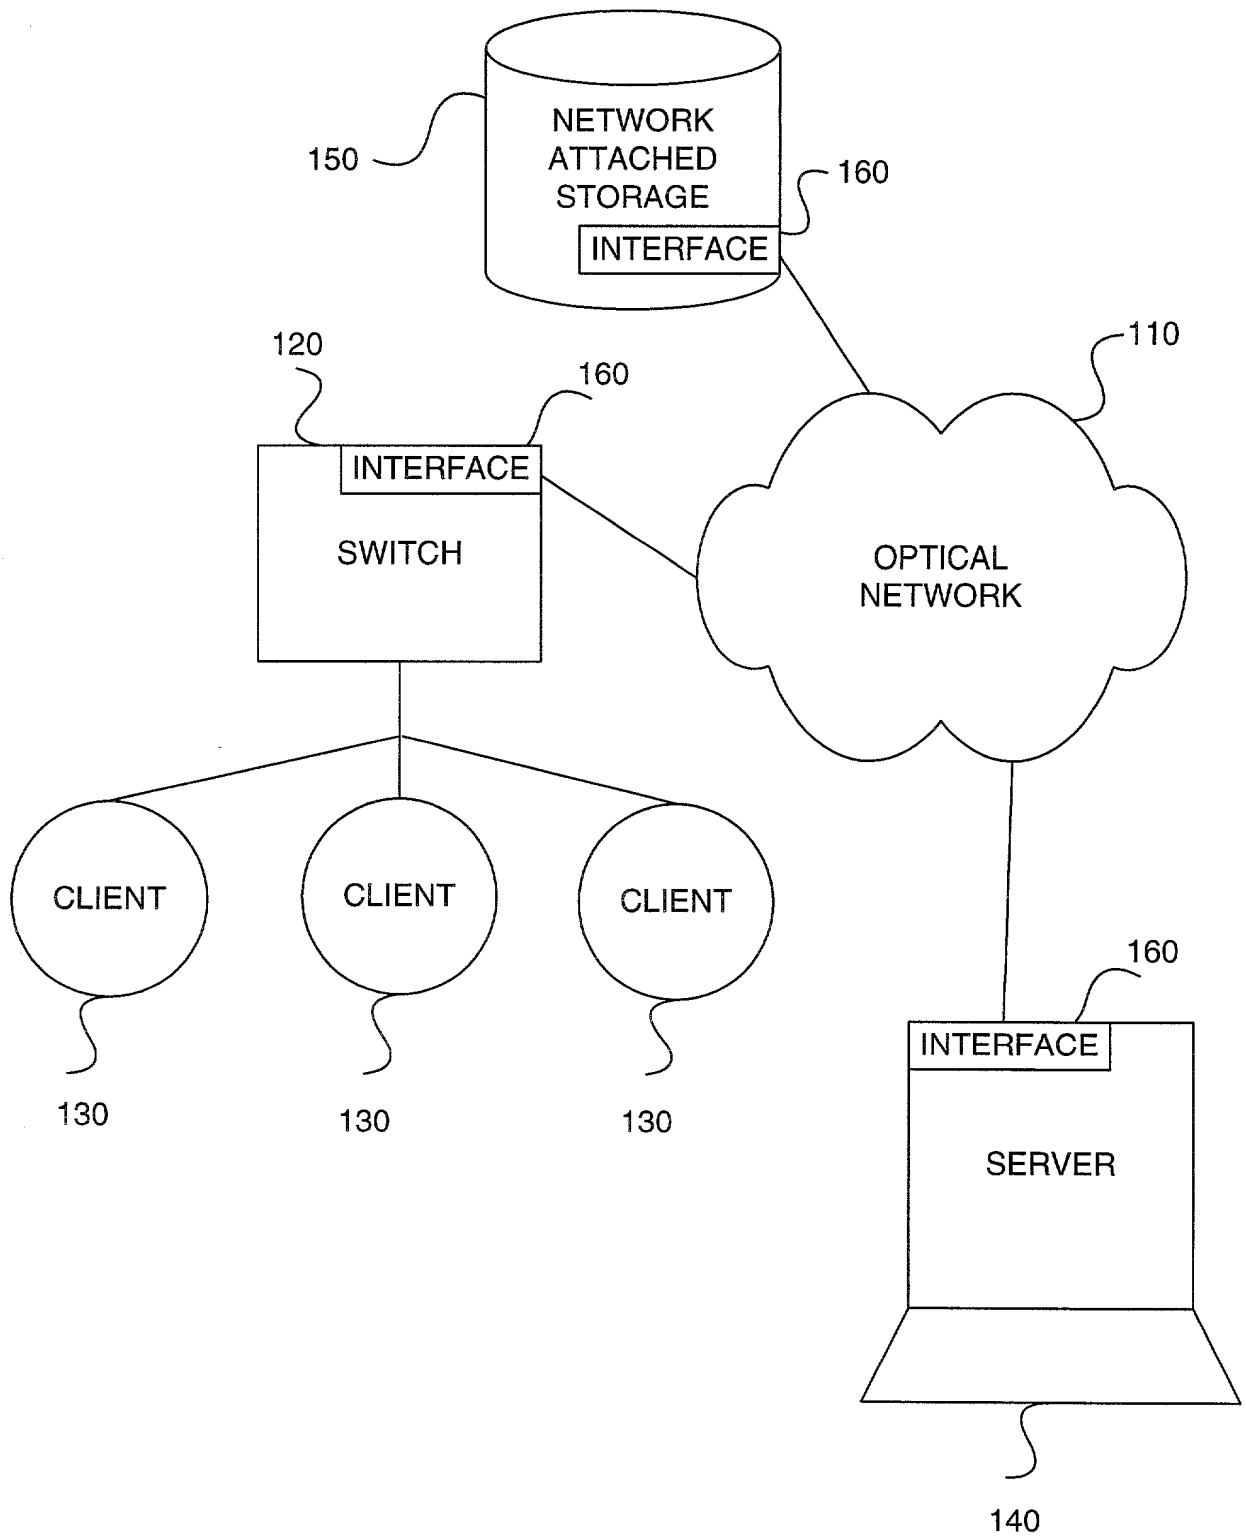 NETWORK
ATTACHED
STORAGE
150
160
INTERFACE
110
120
160
INTERFACE
SWITCH
OPTICAL
NETWORK
CLIENT
CLIENT
CLIENT
130
130
130
160
INTERFACE
SERVER
140